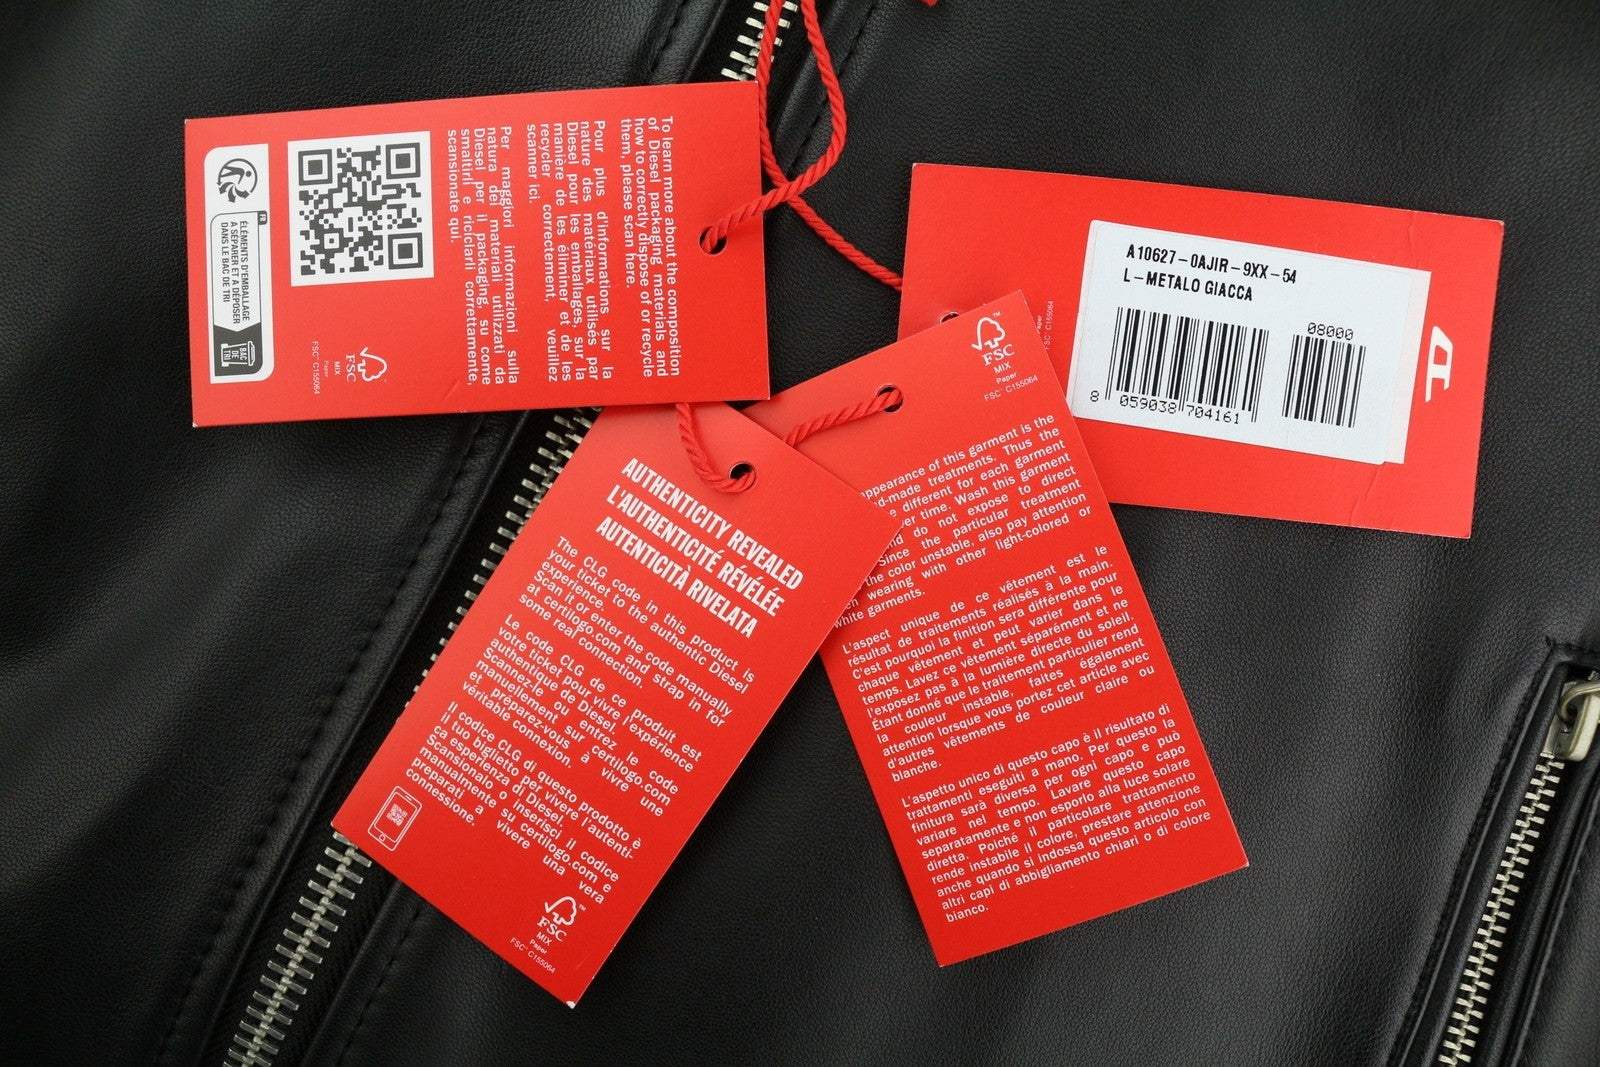 To learn more about the composition
of Diesel packaging materials and
how to correctly dispose of or recycle
them, please scan here.
Pour plus d'informations sur la
nature des matériaux utilisés par
Diesel pour les emballages, sur la
manière de les éliminer et de les
recycler correctement, veuillez
scanner ici.
Per maggiori informazioni sulla
natura dei materiali utilizzati da
Diesel per il packaging, su come
smaltirli e riciclarli correttamente,
scansionate qui.
FSC
MIX
Paper
FSC™ C155064
FR
ÉLÉMENTS D'EMBALLAGE
À SÉPARER ET À DÉPOSER
DANS LE BAC DE TRI
BAC
DE
TRI
A10627-0AJIR-9XX-54
L-METALO GIACCA
08000
8 059038 704161
D
Paper
C155064
AUTHENTICITY REVEALED
L'AUTHENTICITÉ RÉVÉLÉE
AUTENTICITÀ RIVELATA
The CLG code in this product is
your ticket to the authentic Diesel
experience.
Scan it or enter the code manually
at certilogo.com and strap in for
some real connection.
Le code CLG de ce produit est
votre ticket pour vivre l'expérience
authentique de Diesel.
Scannez-le ou entrez le code
manuellement sur certilogo.com
et préparez-vous à vivre une
véritable connexion.
Il codice CLG di questo prodotto è
il tuo biglietto per vivere l'autenti-
ca esperienza di Diesel.
Scansionalo o inserisci il codice
manualmente su certilogo.com e
preparati a vivere una vera
connessione.
FSC™
MIX
Paper
FSC™ C155064
FSC™
MIX
Paper
FSC™ C155064
appearance of this garment is the
d-made treatments. Thus the
e different for each garment
er time. Wash this garment
nd do not expose to direct
Since the particular treatment
the color unstable, also pay attention
en wearing with other light-colored or
white garments.
L'aspect unique de ce vêtement est le
résultat de traitements réalisés à la main.
C'est pourquoi la finition sera différente pour
chaque vêtement et peut varier dans le
temps. Lavez ce vêtement séparément et ne
l'exposez pas à la lumière directe du soleil.
Étant donné que le traitement particulier rend
la couleur instable, faites également
attention lorsque vous portez cet article avec
d'autres vêtements de couleur claire ou
blanche.
L'aspetto unico di questo capo è il risultato di
trattamenti eseguiti a mano. Per questo la
finitura sarà diversa per ogni capo e può
variare nel tempo. Lavare questo capo
separatamente e non esporlo alla luce solare
diretta. Poiché il particolare trattamento
rende instabile il colore, prestare attenzione
anche quando si indossa questo articolo con
altri capi di abbigliamento chiari o di colore
bianco.